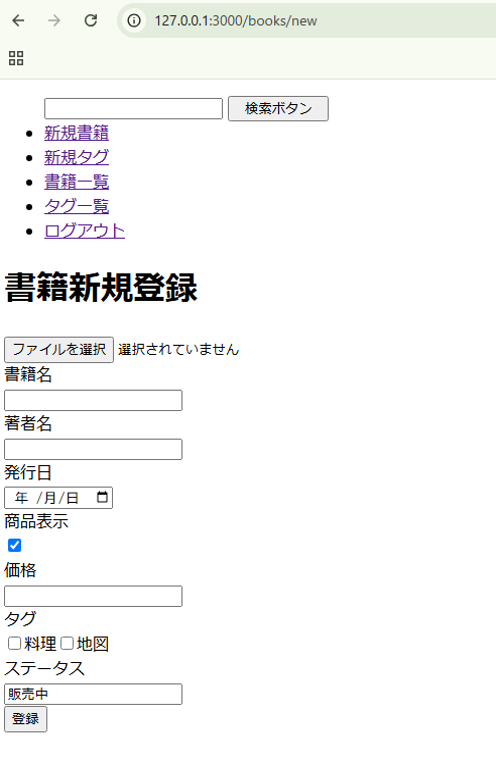 127.0.0.1:3000/books/new
検索ボタン
新規書籍
新規タグ
書籍一覧
タグ一覧
ログアウト
書籍新規登録
ファイルを選択 選択されていません
書籍名
著者名
発行日
年 /月/日
商品表示
価格
タグ
料理 地図
ステータス
販売中
登録